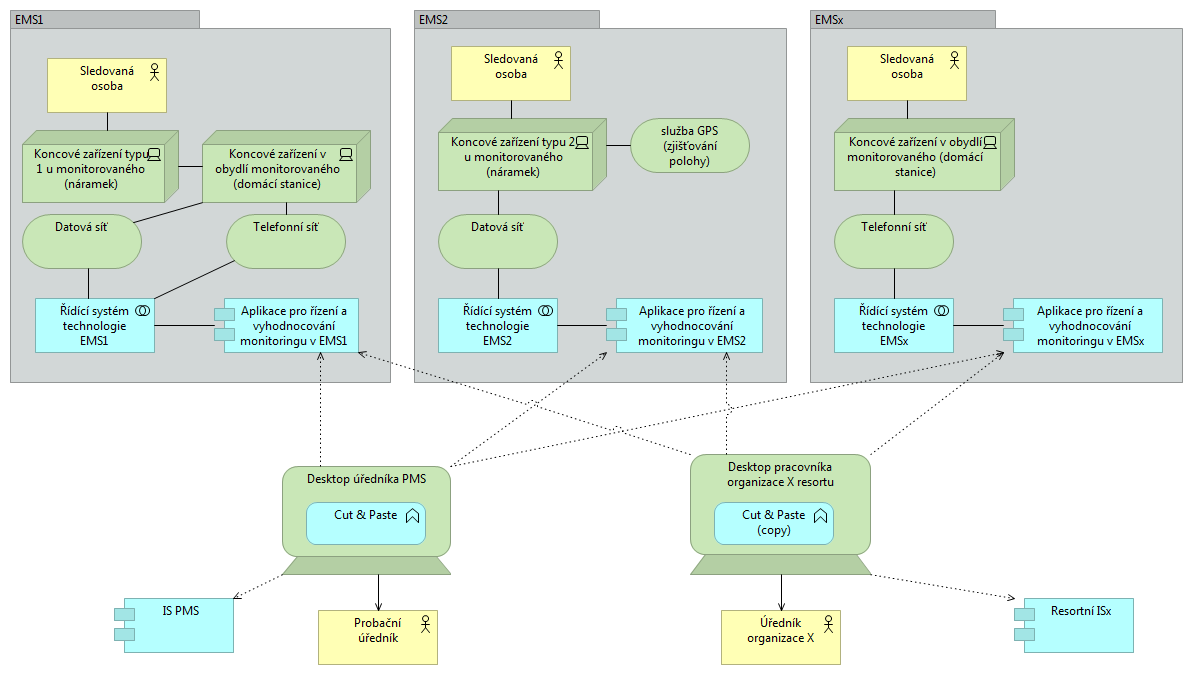 EMS1
Sledovaná
osoba
Koncové zařízení typu
1 u monitorovaného
(náramek)
Koncové zařízení v
obydlí monitorovaného
(domácí stanice)
Datová síť
Telefonní síť
Řídící systém
technologie
EMS1
Aplikace pro řízení a
vyhodnocování
monitoringu v EMS1
EMS2
Sledovaná
osoba
Koncové zařízení typu 2
u monitorovaného
(náramek)
služba GPS
(zjišťování
polohy)
Datová síť
Řídící systém
technologie
EMS2
Aplikace pro řízení a
vyhodnocování
monitoringu v EMS2
EMSx
Sledovaná
osoba
Koncové zařízení v obydlí
monitorovaného (domácí
stanice)
Telefonní síť
Řídící systém
technologie
EMSx
Aplikace pro řízení a
vyhodnocování
monitoringu v EMSx
Desktop úředníka PMS
Cut & Paste
Desktop pracovníka
organizace X resortu
Cut & Paste
(copy)
IS PMS
Probační
úředník
Úředník
organizace X
Resortní ISx